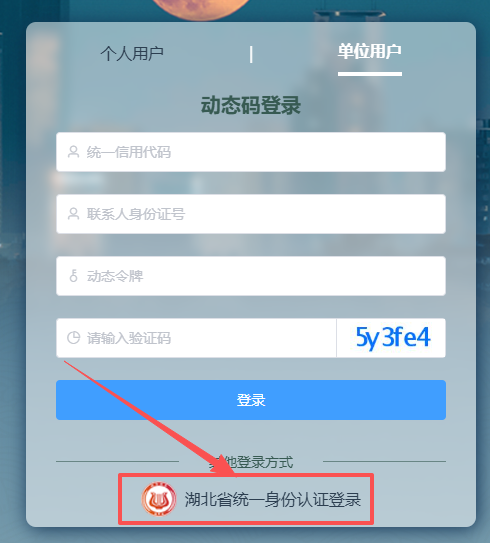 个人用户 | 单位用户
动态码登录
统一信用代码
联系人身份证号
动态令牌
请输入验证码 5y3fe4
登录
其他登录方式
湖北省统一身份认证登录